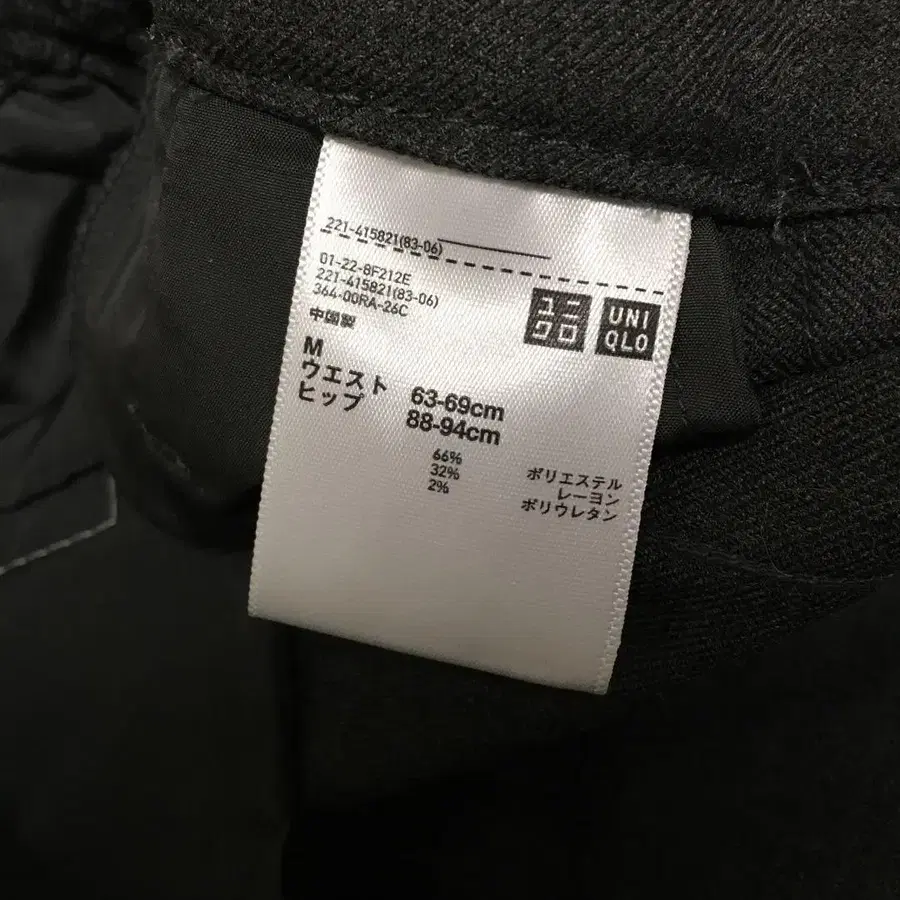 221-415821(83-06)
01-22-8F212E
221-415821(83-06)
364-00RA-26C
中国製
ユニ
クロ
UNI
QLO
M
ウエスト 63-69cm
ヒップ 88-94cm
66% ポリエステル
32% レーヨン
2% ポリウレタン